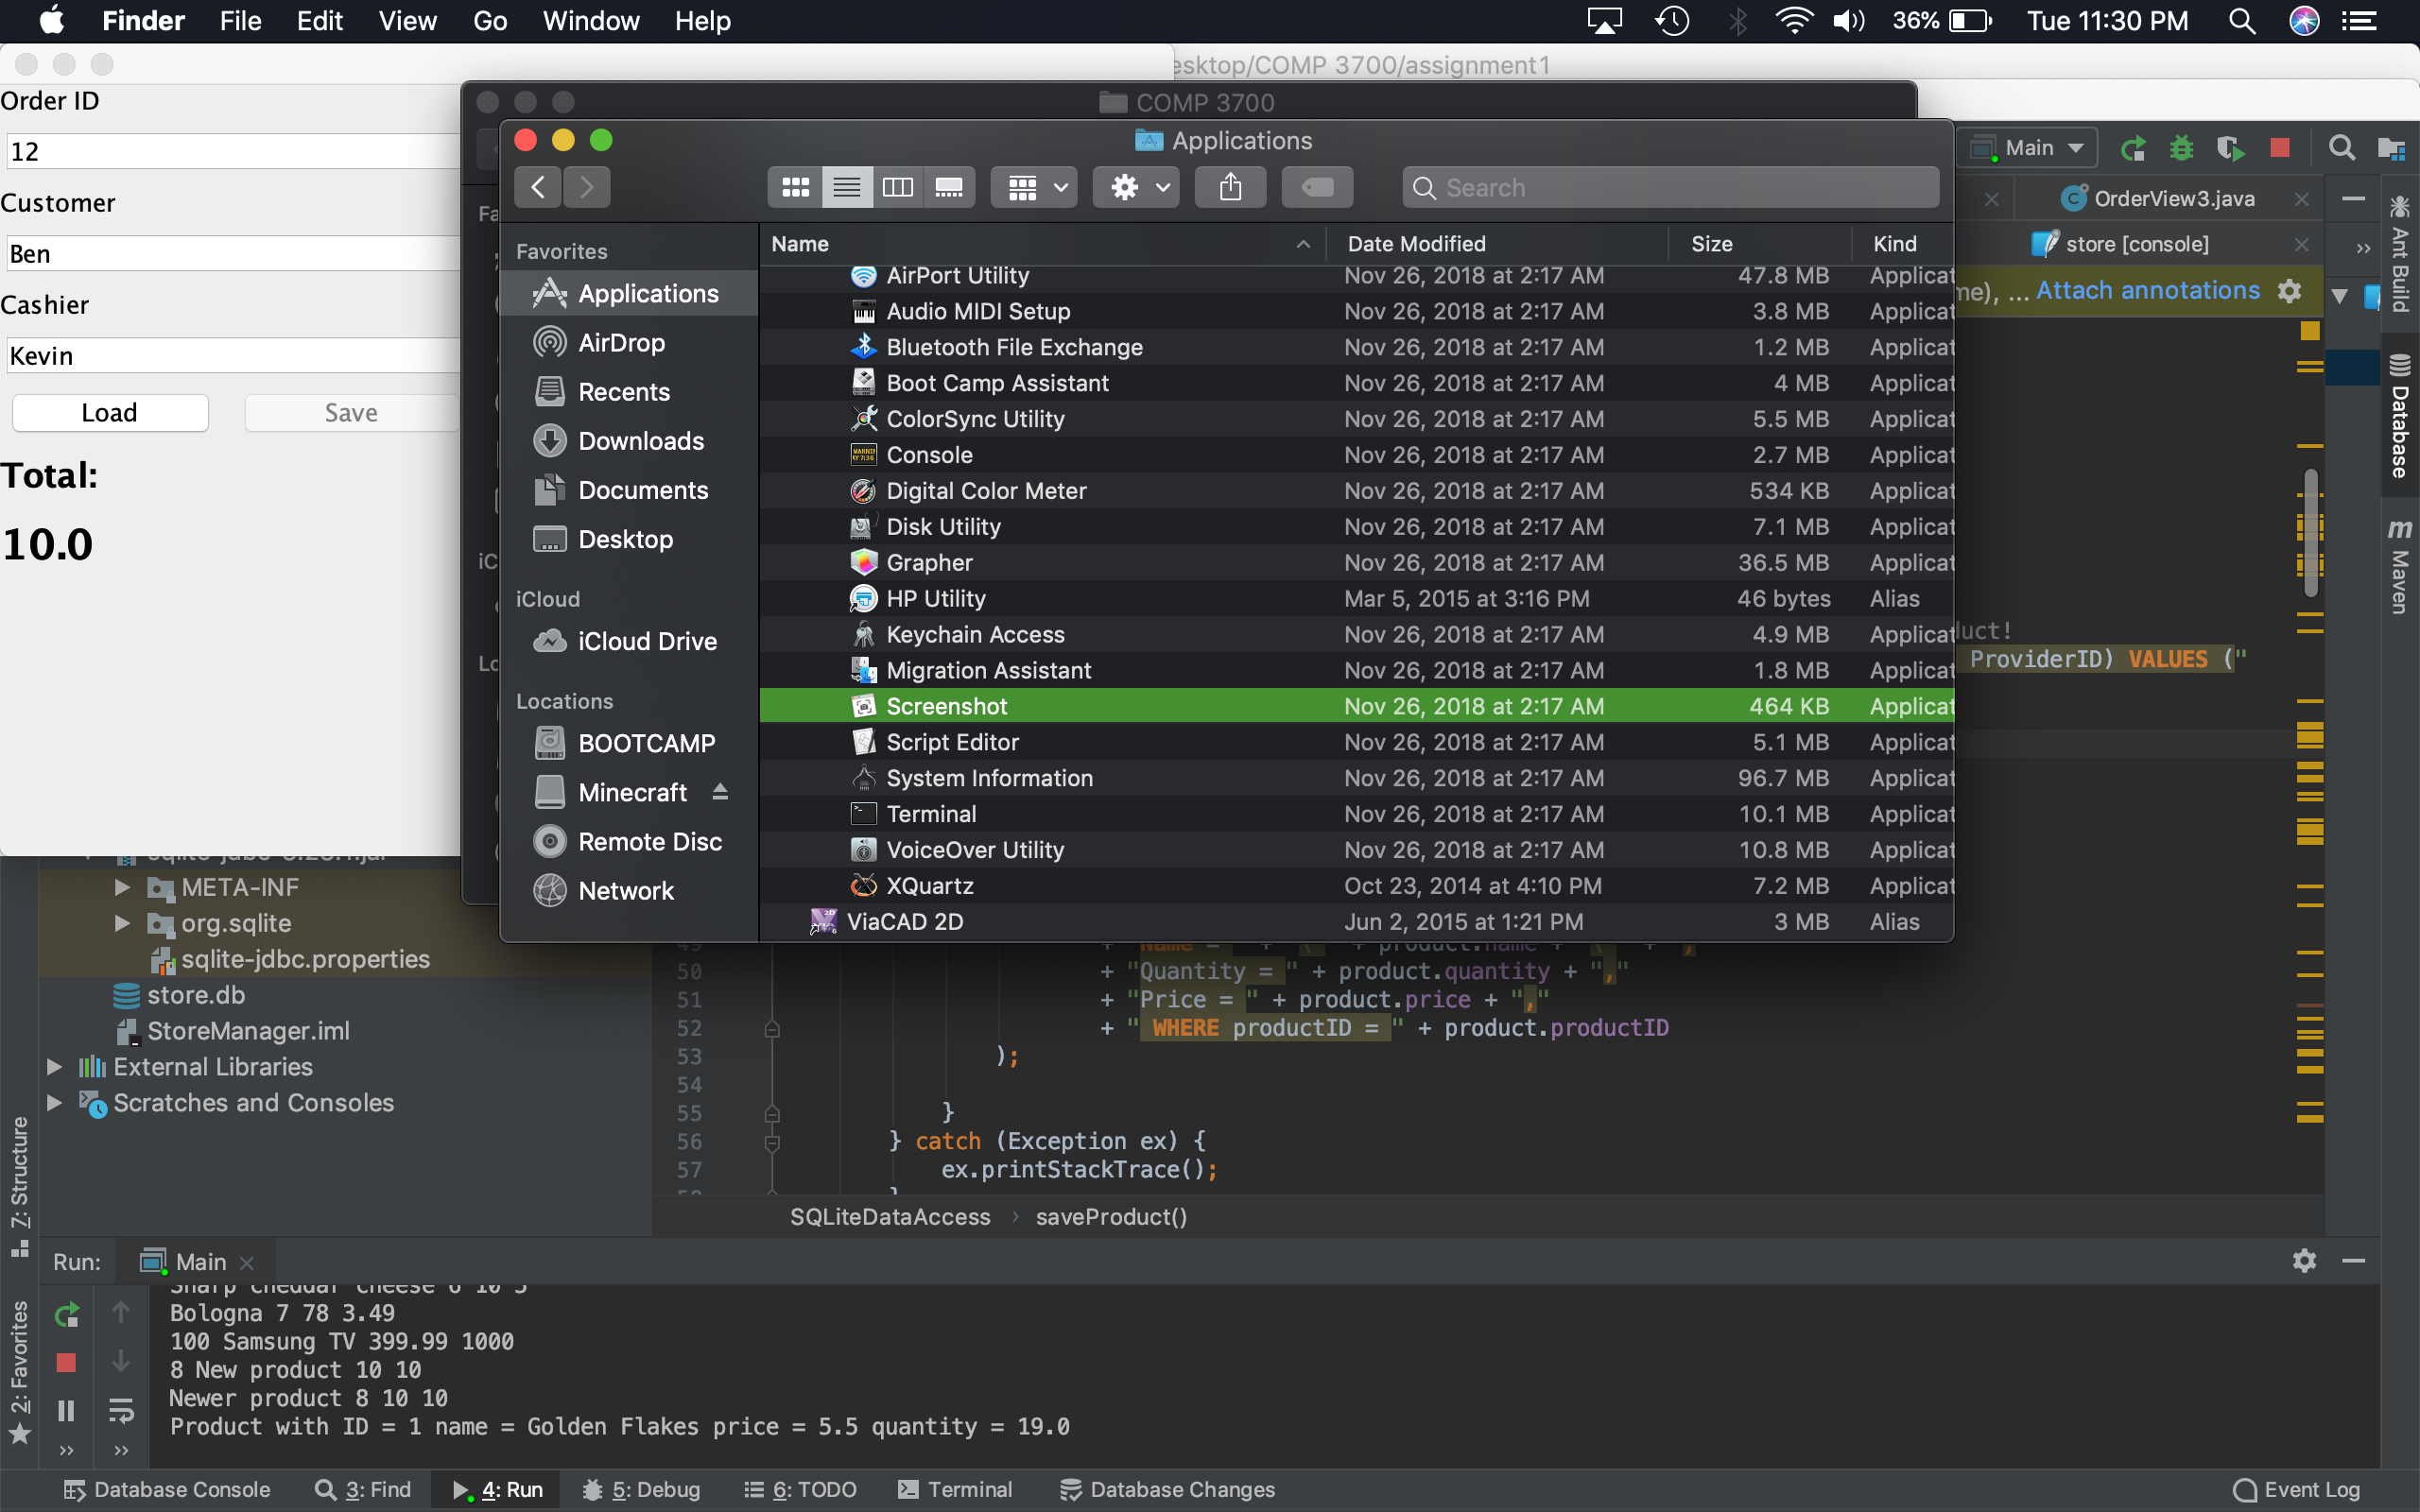 Finder File Edit View Go Window Help 36% Tue 11:30 PM
esktop/COMP 3700/assignment1
Order ID
12
Customer
Ben
Cashier
Kevin
Load Save
Total:
10.0
COMP 3700
Applications
Search
Favorites
Applications
AirDrop
Recents
Downloads
Documents
Desktop
iCloud
iCloud Drive
Locations
BOOTCAMP
Minecraft
Remote Disc
Network
Name Date Modified Size Kind
AirPort Utility Nov 26, 2018 at 2:17 AM 47.8 MB Applicat
Audio MIDI Setup Nov 26, 2018 at 2:17 AM 3.8 MB Applicat
Bluetooth File Exchange Nov 26, 2018 at 2:17 AM 1.2 MB Applicat
Boot Camp Assistant Nov 26, 2018 at 2:17 AM 4 MB Applicat
ColorSync Utility Nov 26, 2018 at 2:17 AM 5.5 MB Applicat
Console Nov 26, 2018 at 2:17 AM 2.7 MB Applicat
Digital Color Meter Nov 26, 2018 at 2:17 AM 534 KB Applicat
Disk Utility Nov 26, 2018 at 2:17 AM 7.1 MB Applicat
Grapher Nov 26, 2018 at 2:17 AM 36.5 MB Applicat
HP Utility Mar 5, 2015 at 3:16 PM 46 bytes Alias
Keychain Access Nov 26, 2018 at 2:17 AM 4.9 MB Applicat
Migration Assistant Nov 26, 2018 at 2:17 AM 1.8 MB Applicat
Screenshot Nov 26, 2018 at 2:17 AM 464 KB Applicat
Script Editor Nov 26, 2018 at 2:17 AM 5.1 MB Applicat
System Information Nov 26, 2018 at 2:17 AM 96.7 MB Applicat
Terminal Nov 26, 2018 at 2:17 AM 10.1 MB Applicat
VoiceOver Utility Nov 26, 2018 at 2:17 AM 10.8 MB Applicat
XQuartz Oct 23, 2014 at 4:10 PM 7.2 MB Applicat
ViaCAD 2D Jun 2, 2015 at 1:21 PM 3 MB Alias
Main
OrderView3.java
store [console]
me), ... Attach annotations
Ant Build
Database
Maven
duct!
ProviderID) VALUES ("
META-INF
org.sqlite
sqlite-jdbc.properties
store.db
StoreManager.iml
External Libraries
Scratches and Consoles
50 + "Quantity = " + product.quantity + ","
51 + "Price = " + product.price + ","
52 + " WHERE productID = " + product.productID
53 );
54
55 }
56 } catch (Exception ex) {
57 ex.printStackTrace();
SQLiteDataAccess › saveProduct()
Z: Structure
2: Favorites
Run: Main
Sharp cheddar cheese 6 10 5
Bologna 7 78 3.49
100 Samsung TV 399.99 1000
8 New product 10 10
Newer product 8 10 10
Product with ID = 1 name = Golden Flakes price = 5.5 quantity = 19.0
Database Console 3: Find 4: Run 5: Debug 6: TODO Terminal Database Changes Event Log